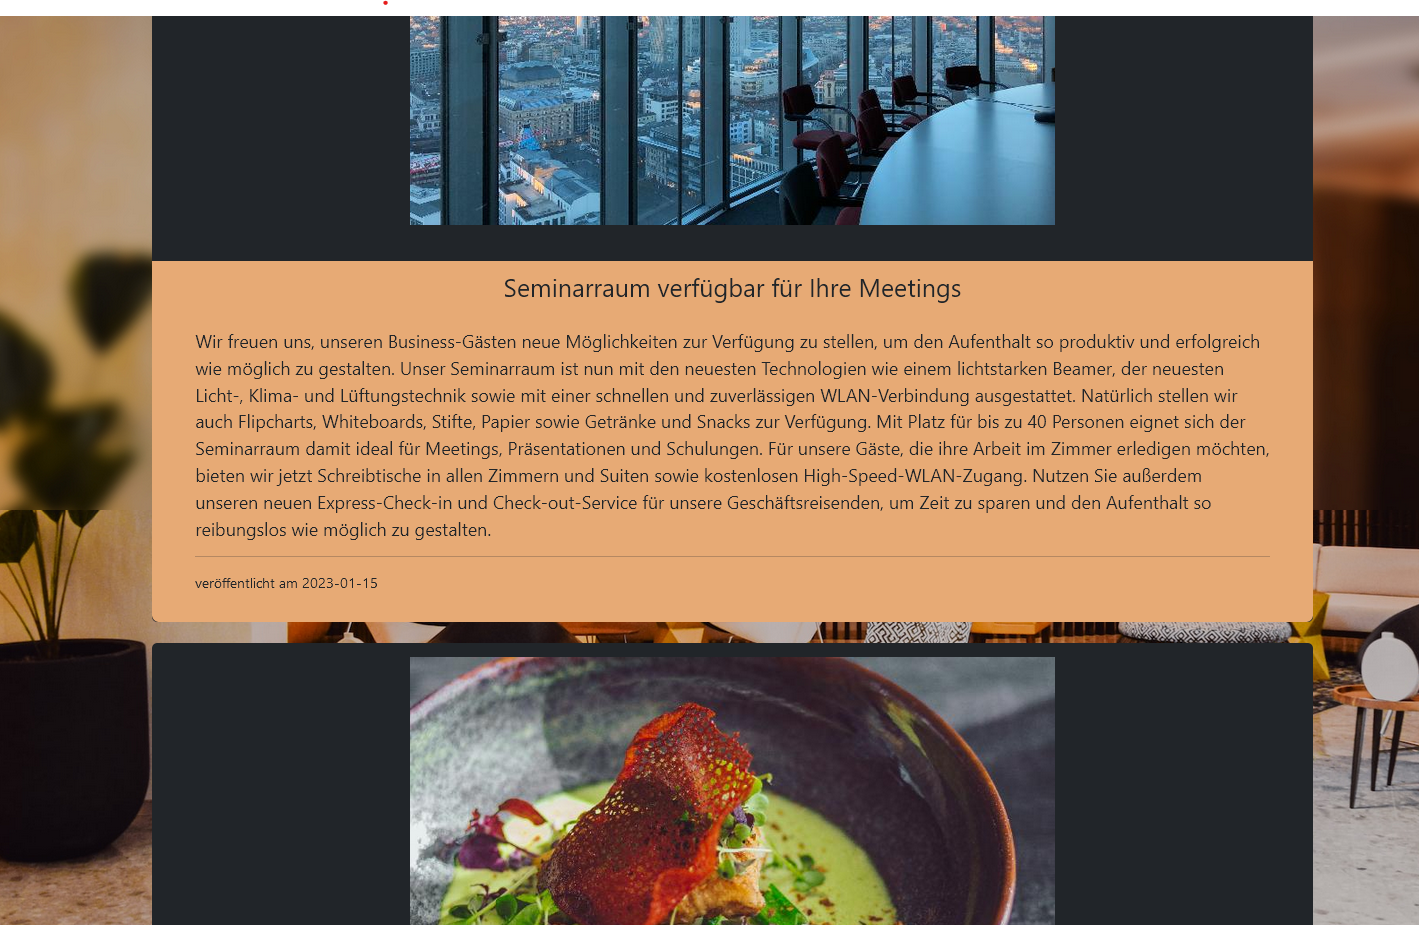 Seminarraum verfügbar für Ihre Meetings
Wir freuen uns, unseren Business-Gästen neue Möglichkeiten zur Verfügung zu stellen, um den Aufenthalt so produktiv und erfolgreich
wie möglich zu gestalten. Unser Seminarraum ist nun mit den neuesten Technologien wie einem lichtstarken Beamer, der neuesten
Licht-, Klima- und Lüftungstechnik sowie mit einer schnellen und zuverlässigen WLAN-Verbindung ausgestattet. Natürlich stellen wir
auch Flipcharts, Whiteboards, Stifte, Papier sowie Getränke und Snacks zur Verfügung. Mit Platz für bis zu 40 Personen eignet sich der
Seminarraum damit ideal für Meetings, Präsentationen und Schulungen. Für unsere Gäste, die ihre Arbeit im Zimmer erledigen möchten,
bieten wir jetzt Schreibtische in allen Zimmern und Suiten sowie kostenlosen High-Speed-WLAN-Zugang. Nutzen Sie außerdem
unseren neuen Express-Check-in und Check-out-Service für unsere Geschäftsreisenden, um Zeit zu sparen und den Aufenthalt so
reibungslos wie möglich zu gestalten.
veröffentlicht am 2023-01-15